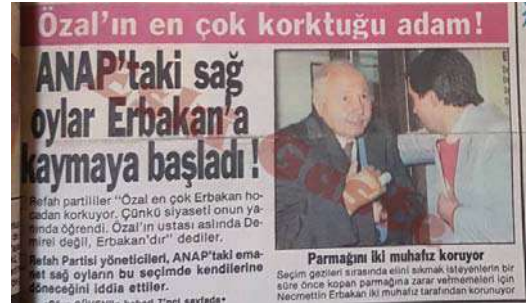 Özal'ın en çok korktuğu adam!
ANAP'taki sağ
oylar Erbakan'a
kaymaya başladı!
Refah partililer "Özal en çok Erbakan ho-
cadan korkuyor. Çünkü siyaseti onun ya-
nında öğrendi. Özal'ın ustası aslında De-
mirel değil, Erbakan'dır" dediler.
Refah Partisi yöneticileri, ANAP'taki ema-
net sağ oyların bu seçimde kendilerine
döneceğini iddia ettiler.
haberi 7'nci sayfada
Parmağını iki muhafız koruyor
Seçim gezileri sırasında elini sıkmak isteyenlerin bir
süre önce kopan parmağına zarar vermemeleri için
Necmettin Erbakan iki muhafız tarafından korunuyor